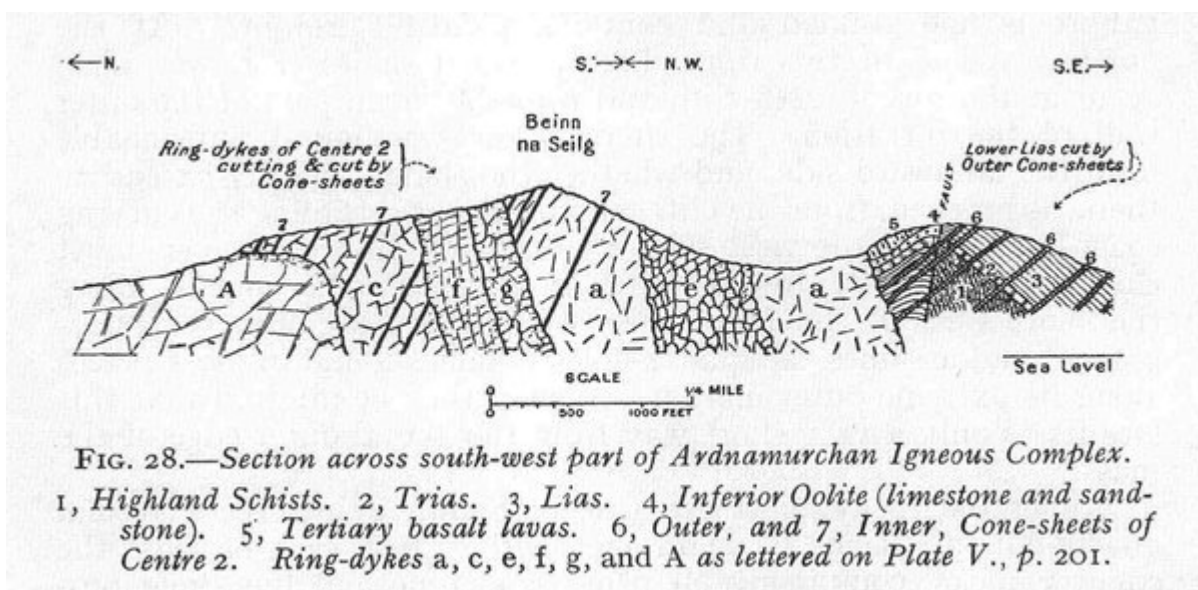 ←N. S.→← N.W. S.E.→
Beinn
na Seilg
Ring-dykes of Centre 2
cutting & cut by
Cone-sheets
Lower Lias cut by
Outer Cone-sheets
FAULT
7 7 7 5 4 6 6 6
A c f g a e a 1 2 3
Sea Level
SCALE
0 ¼ MILE
0 500 1000 FEET
FIG. 28.—Section across south-west part of Ardnamurchan Igneous Complex.
1, Highland Schists. 2, Trias. 3, Lias. 4, Inferior Oolite (limestone and sand-
stone). 5, Tertiary basalt lavas. 6, Outer, and 7, Inner, Cone-sheets of
Centre 2. Ring-dykes a, c, e, f, g, and A as lettered on Plate V., p. 201.